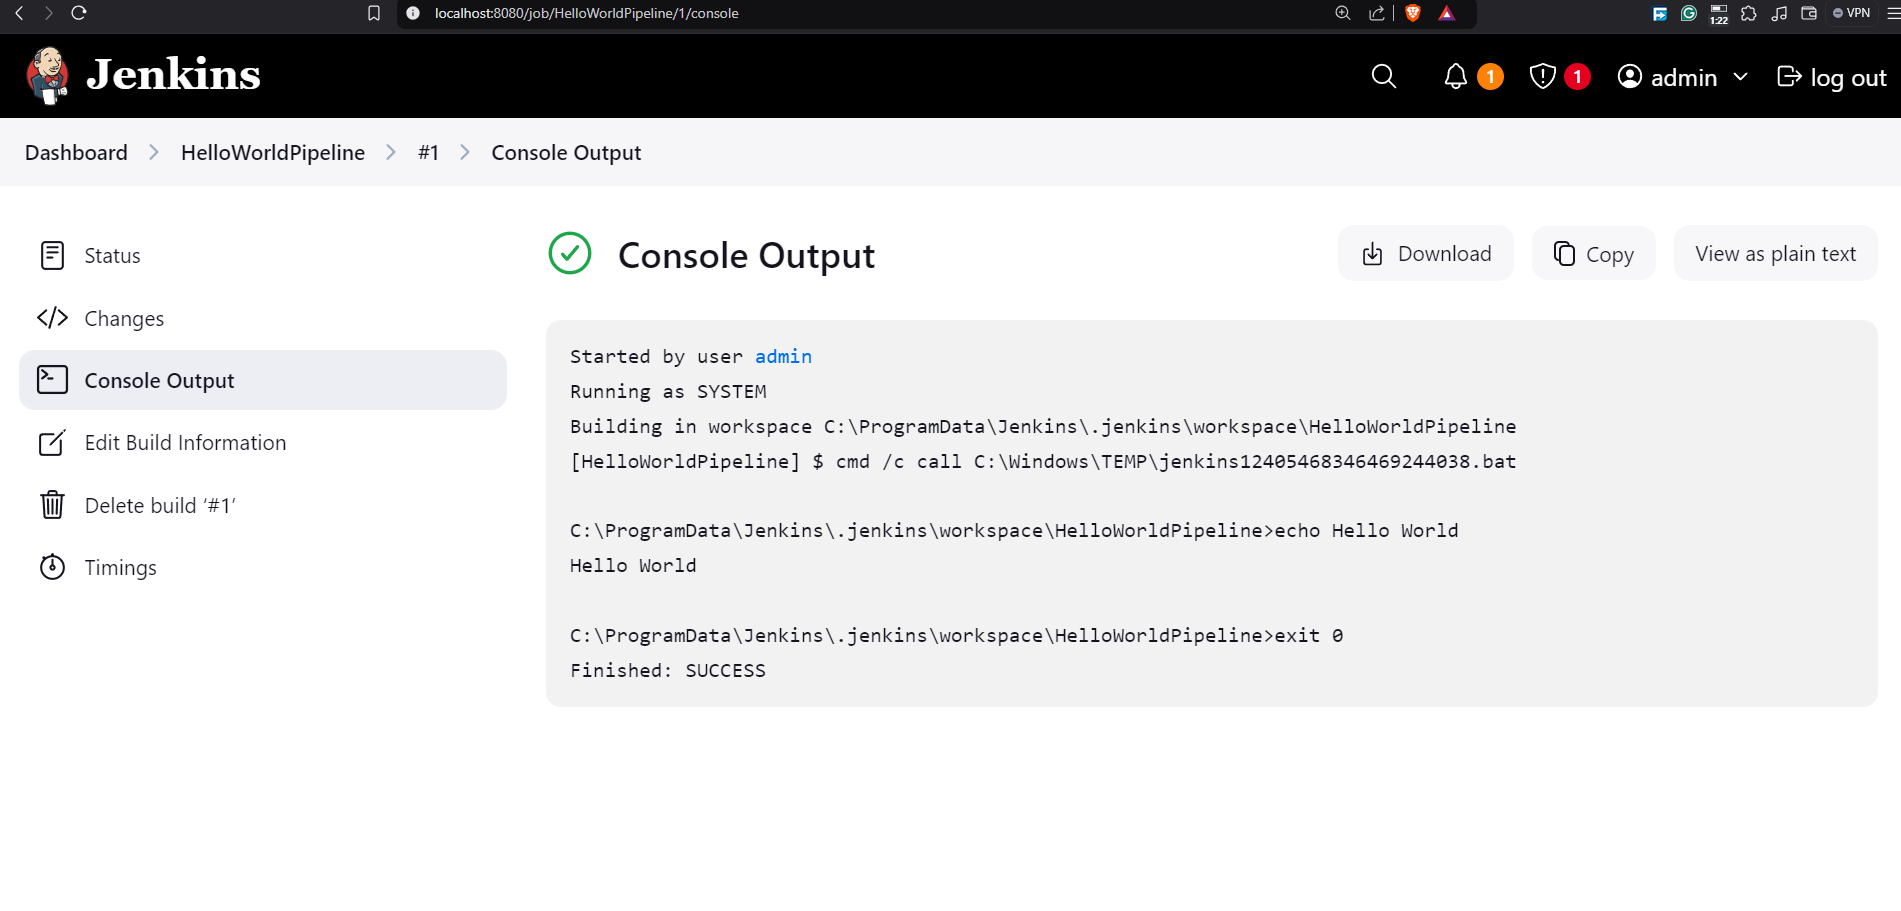 localhost:8080/job/HelloWorldPipeline/1/console
1:22
VPN
Jenkins
1
1
admin
log out
Dashboard
HelloWorldPipeline
#1
Console Output
Status
Changes
Console Output
Edit Build Information
Delete build ‘#1’
Timings
Console Output
Download
Copy
View as plain text
Started by user admin
Running as SYSTEM
Building in workspace C:\ProgramData\Jenkins\.jenkins\workspace\HelloWorldPipeline
[HelloWorldPipeline] $ cmd /c call C:\Windows\TEMP\jenkins12405468346469244038.bat
C:\ProgramData\Jenkins\.jenkins\workspace\HelloWorldPipeline>echo Hello World
Hello World
C:\ProgramData\Jenkins\.jenkins\workspace\HelloWorldPipeline>exit 0
Finished: SUCCESS